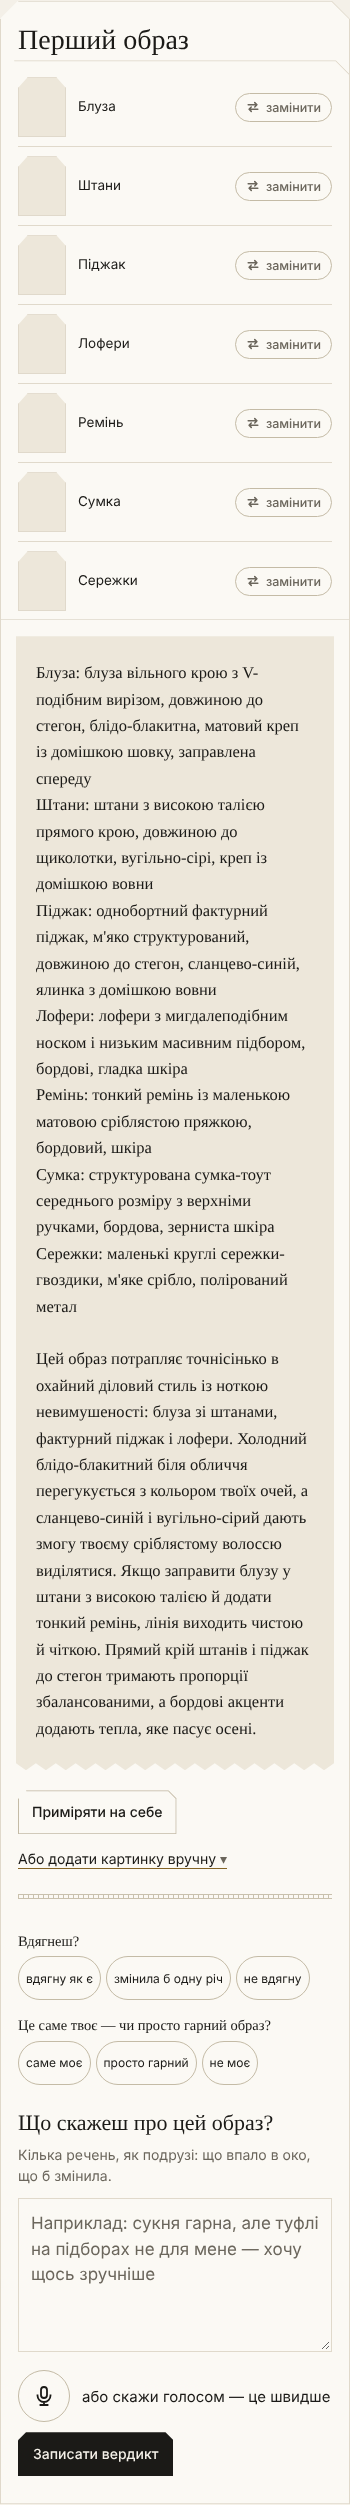 Перший образ
Блуза
⇄ замінити
Штани
⇄ замінити
Піджак
⇄ замінити
Лофери
⇄ замінити
Ремінь
⇄ замінити
Сумка
⇄ замінити
Сережки
⇄ замінити
Блуза: блуза вільного крою з V-
подібним вирізом, довжиною до
стегон, блідо-блакитна, матовий креп
із домішкою шовку, заправлена
спереду
Штани: штани з високою талією
прямого крою, довжиною до
щиколотки, вугільно-сірі, креп із
домішкою вовни
Піджак: однобортний фактурний
піджак, м'яко структурований,
довжиною до стегон, сланцево-синій,
ялинка з домішкою вовни
Лофери: лофери з мигдалеподібним
носком і низьким масивним підбором,
бордові, гладка шкіра
Ремінь: тонкий ремінь із маленькою
матовою сріблястою пряжкою,
бордовий, шкіра
Сумка: структурована сумка-тоут
середнього розміру з верхніми
ручками, бордова, зерниста шкіра
Сережки: маленькі круглі сережки-
гвоздики, м'яке срібло, полірований
метал
Цей образ потрапляє точнісінько в
охайний діловий стиль із ноткою
невимушеності: блуза зі штанами,
фактурний піджак і лофери. Холодний
блідо-блакитний біля обличчя
перегукується з кольором твоїх очей, а
сланцево-синій і вугільно-сірий дають
змогу твоєму сріблястому волоссю
виділятися. Якщо заправити блузу у
штани з високою талією й додати
тонкий ремінь, лінія виходить чистою
й чіткою. Прямий крій штанів і піджак
до стегон тримають пропорції
збалансованими, а бордові акценти
додають тепла, яке пасує осені.
Приміряти на себе
Або додати картинку вручну ▾
Вдягнеш?
вдягну як є
змінила б одну річ
не вдягну
Це саме твоє — чи просто гарний образ?
саме моє
просто гарний
не моє
Що скажеш про цей образ?
Кілька речень, як подрузі: що впало в око,
що б змінила.
Наприклад: сукня гарна, але туфлі
на підборах не для мене — хочу
щось зручніше
або скажи голосом — це швидше
Записати вердикт